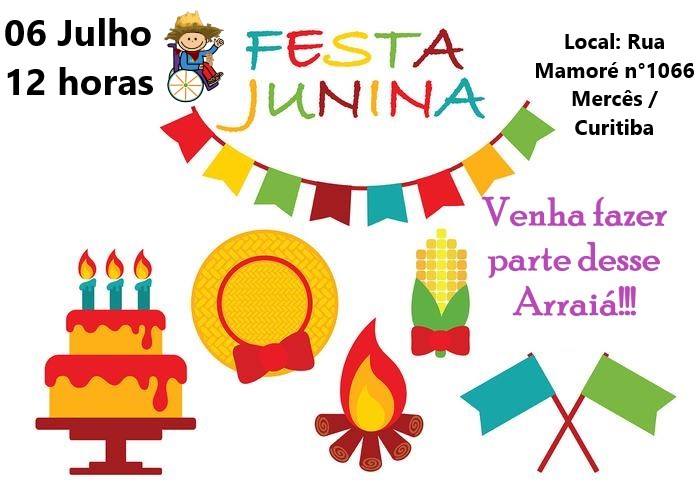 06 Julho
12 horas
FESTA
JUNINA
Local: Rua
Mamoré n°1066
Mercês /
Curitiba
Venha fazer
parte desse
Arraiá!!!